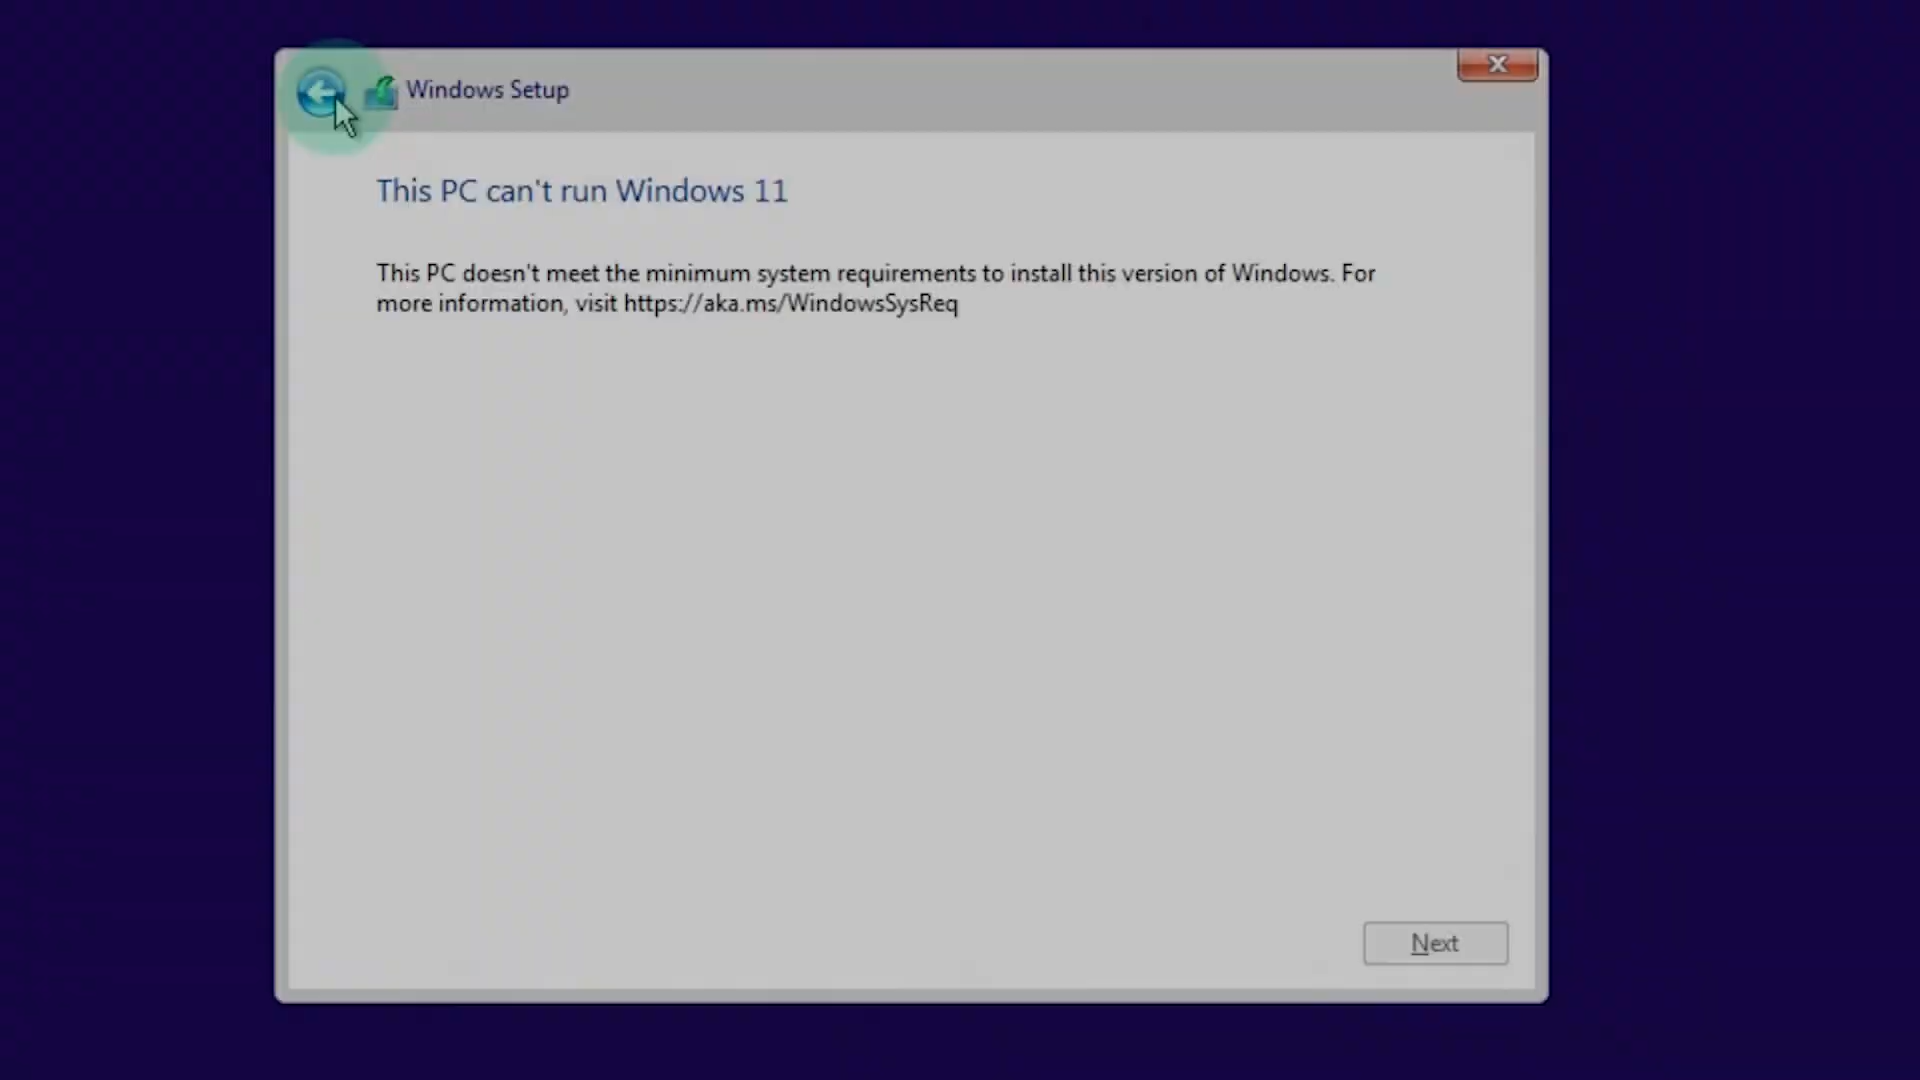 Windows Setup
This PC can't run Windows 11
This PC doesn't meet the minimum system requirements to install this version of Windows. For
more information, visit https://aka.ms/WindowsSysReq
Next